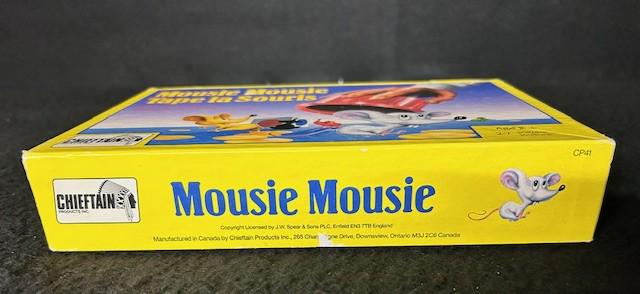 Mousie Mousie
Tape la Souris
CHIEFTAIN
CP41
CHIEFTAIN
PRODUCTS INC.
Mousie Mousie
Copyright Licensed by J.W. Spear & Sons PLC, Enfield EN3 7TB England
Manufactured in Canada by Chieftain Products Inc., 265 Drive, Downsview, Ontario M3J 2C6 Canada